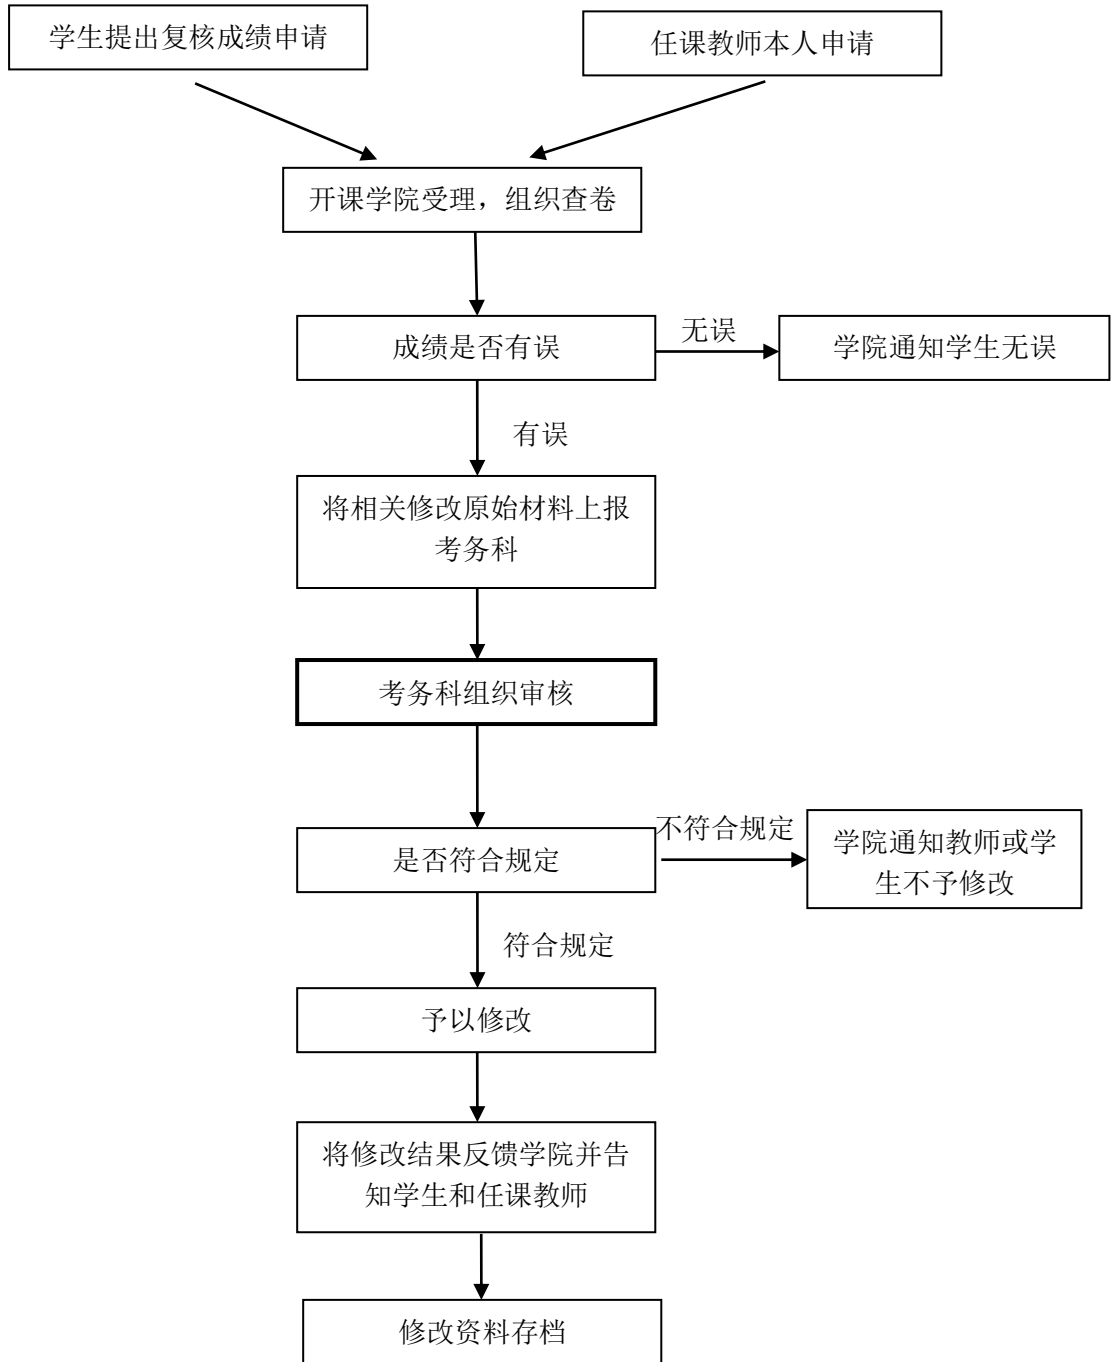 学生提出复核成绩申请
任课教师本人申请
开课学院受理，组织查卷
成绩是否有误
无误
学院通知学生无误
有误
将相关修改原始材料上报
考务科
考务科组织审核
是否符合规定
不符合规定
学院通知教师或学
生不予修改
符合规定
予以修改
将修改结果反馈学院并告
知学生和任课教师
修改资料存档